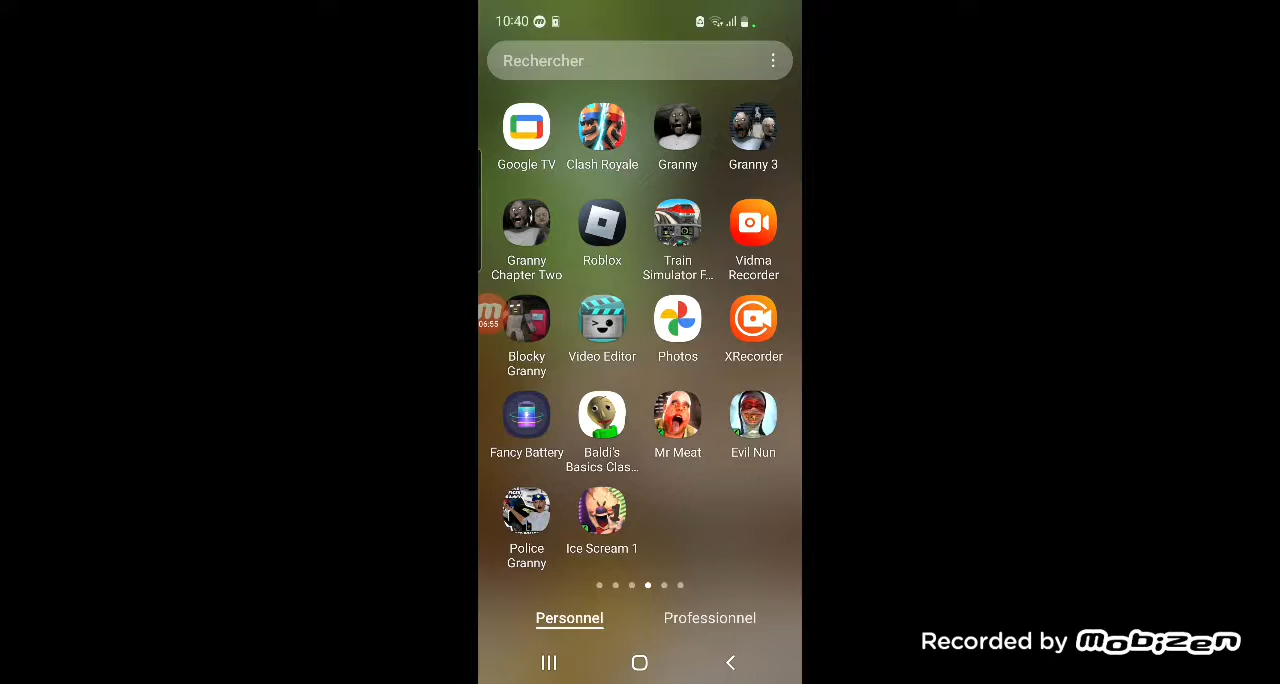 10:40
Rechercher
Google TV
Clash Royale
Granny
Granny 3
Granny
Chapter Two
Roblox
Train
Simulator F...
Vidma
Recorder
06:55
Blocky
Granny
Video Editor
Photos
XRecorder
Fancy Battery
Baldi's
Basics Clas...
Mr Meat
Evil Nun
Police
Granny
Ice Scream 1
Personnel
Professionnel
Recorded by mobizen